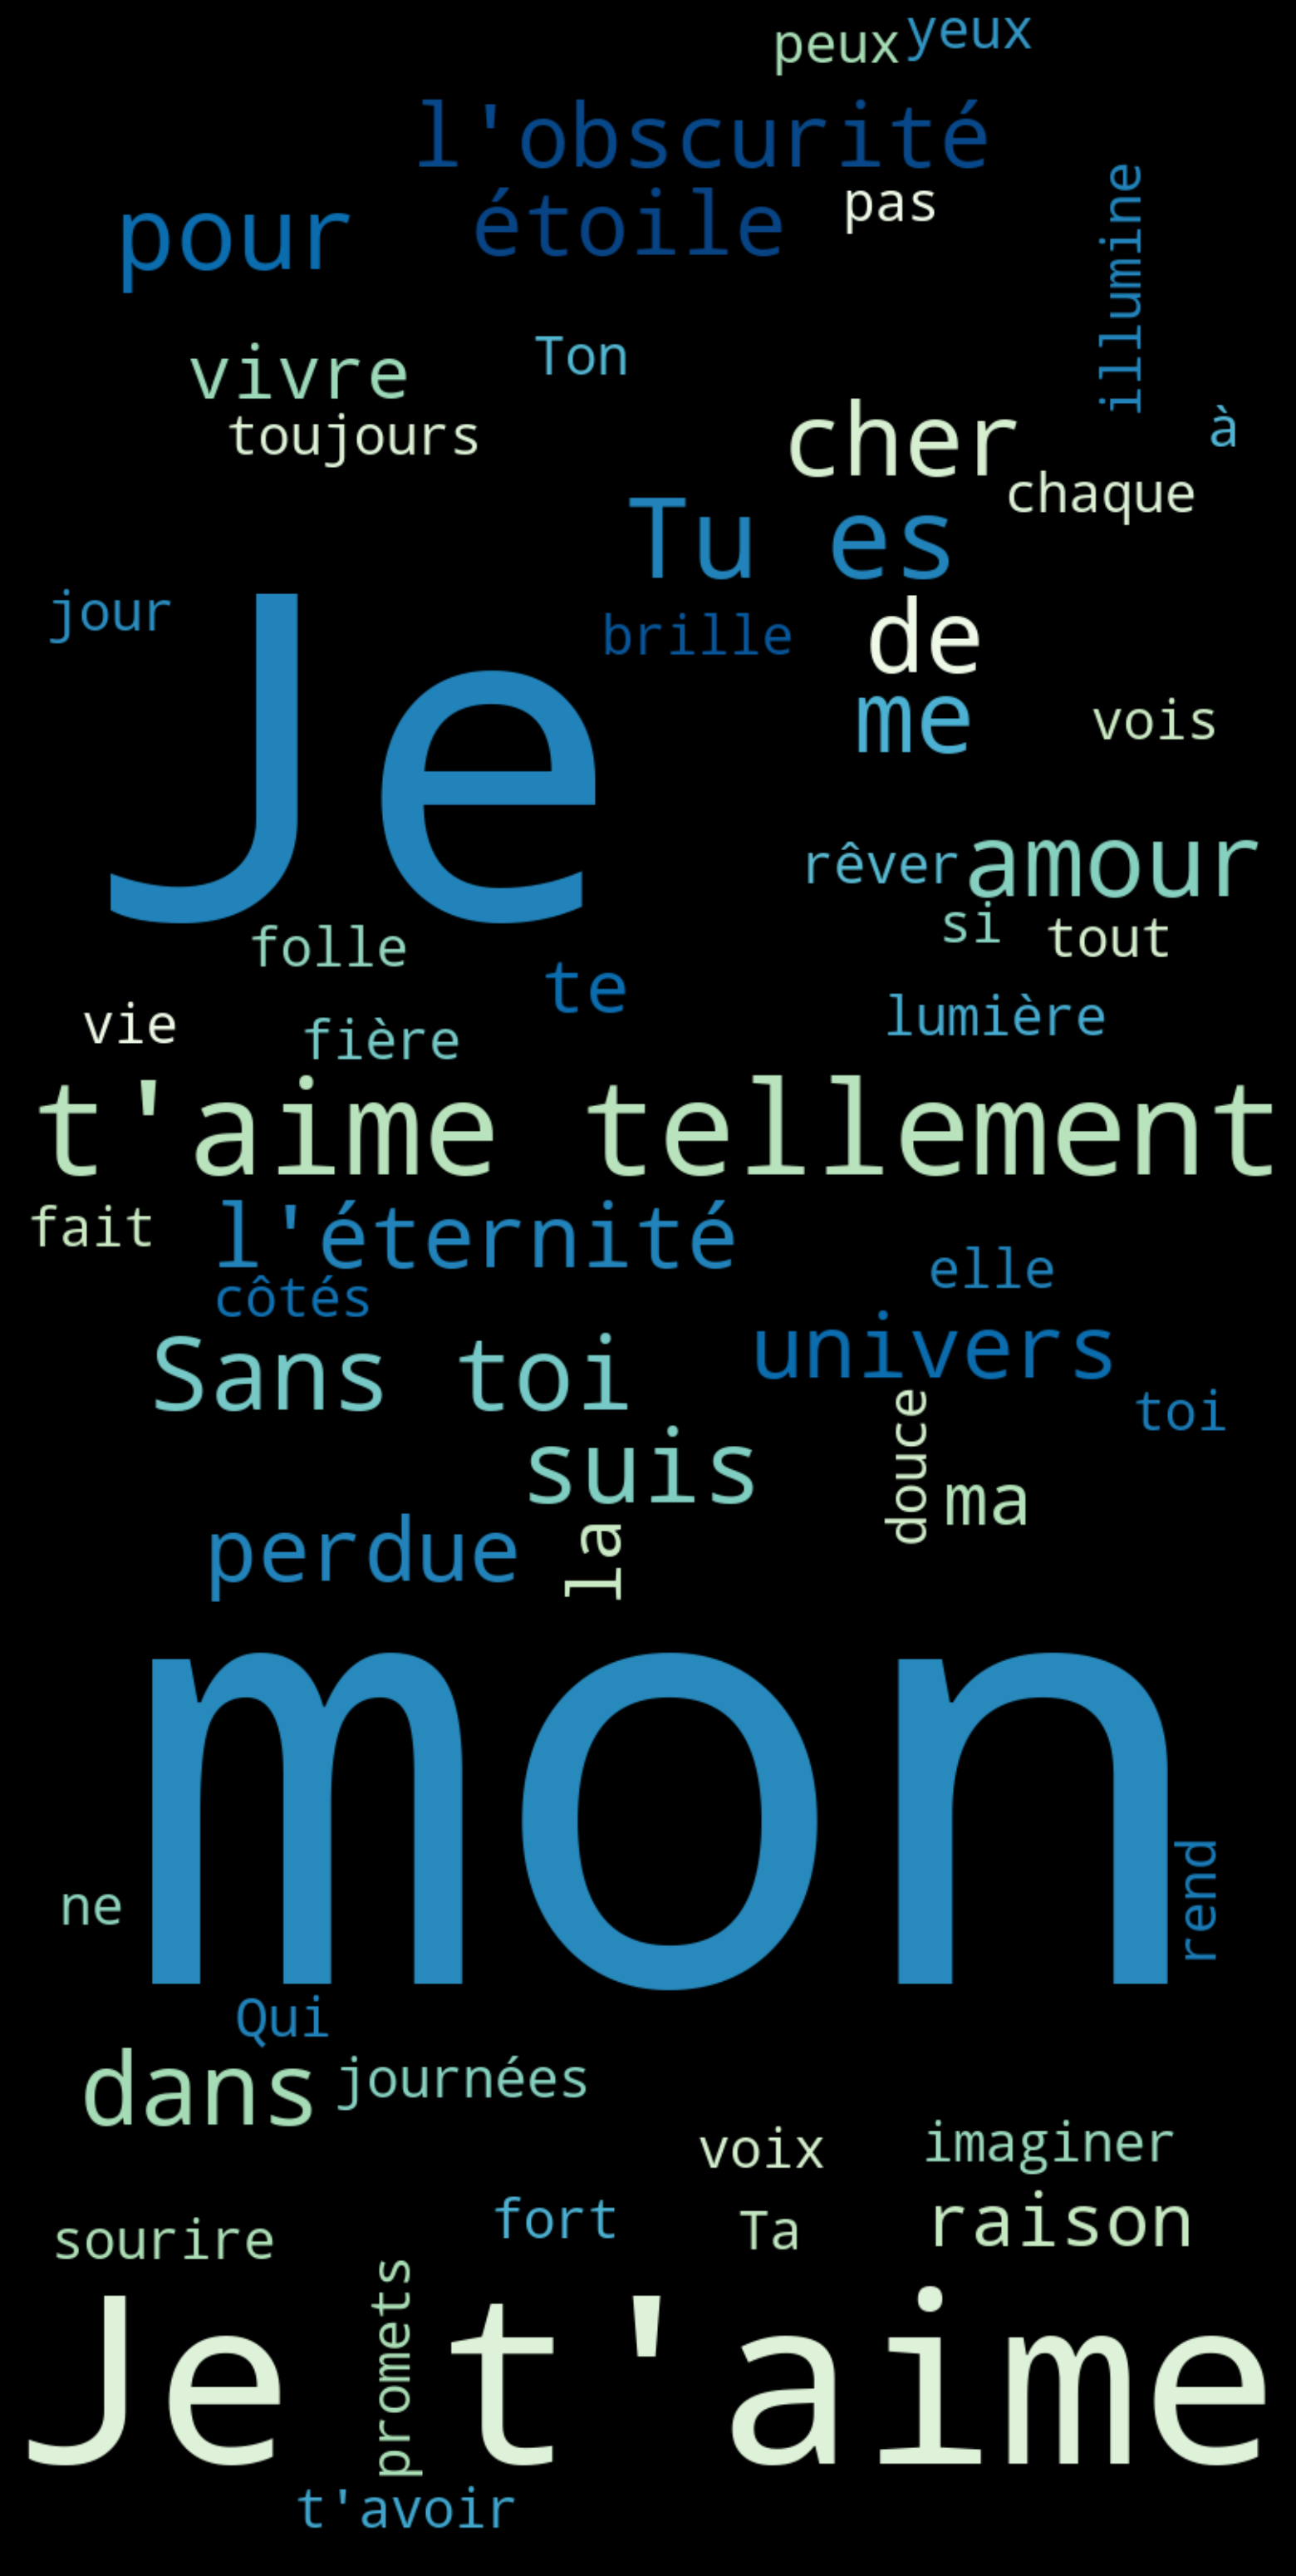 peux yeux
l'obscurité
étoile pas
pour
illumine
vivre Ton
toujours
cher à
chaque
Tu es
jour
brille de
Je
me vois
rêver amour
si tout
folle
te
vie fière lumière
t'aime tellement
fait l'éternité
côtés elle
Sans toi univers
toi
suis douce ma
perdue la
mon
ne rend
Qui
dans journées
voix imaginer
sourire fort Ta raison
promets
Je t'aime
t'avoir